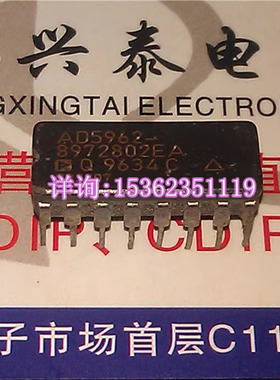 兴泰电
NGXINGTAI ELECTRO
AD5962-
8972802EA
Q 9634C
详询:15362351119
DIP、CDIP
子市场首层C11